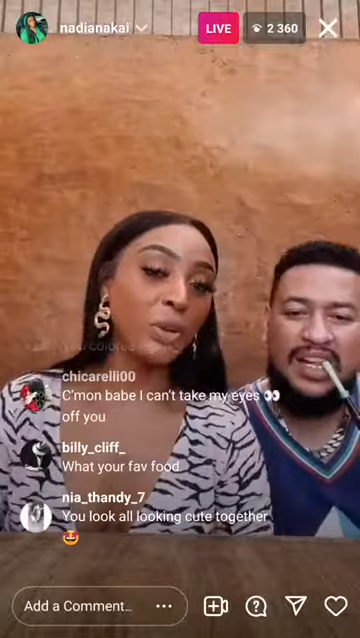 nadianakai
LIVE
2 360
chicarelli00
C'mon babe I can't take my eyes 👀
off you
billy_cliff_
What your fav food
nia_thandy_7
You look all looking cute together
🤩
Add a Comment...